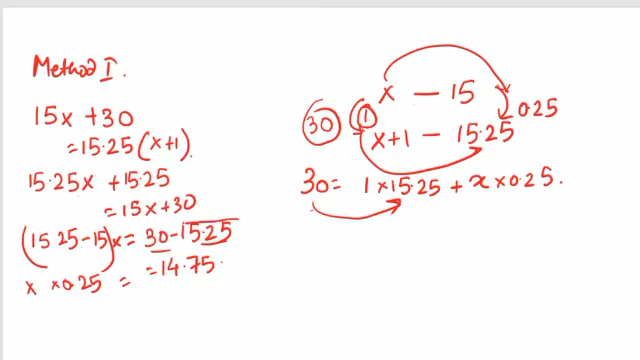 Method I.
15x + 30
= 15.25 (x+1).
15.25x + 15.25
= 15x + 30
(15.25-15)x = 30-15.25
= 14.75.
x × 0.25 =
x - 15
0.25
30 1
x+1 - 15.25
30 = 1 × 15.25 + x × 0.25.